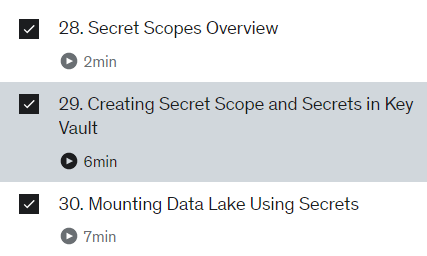 28. Secret Scopes Overview
2min
29. Creating Secret Scope and Secrets in Key
Vault
6min
30. Mounting Data Lake Using Secrets
7min